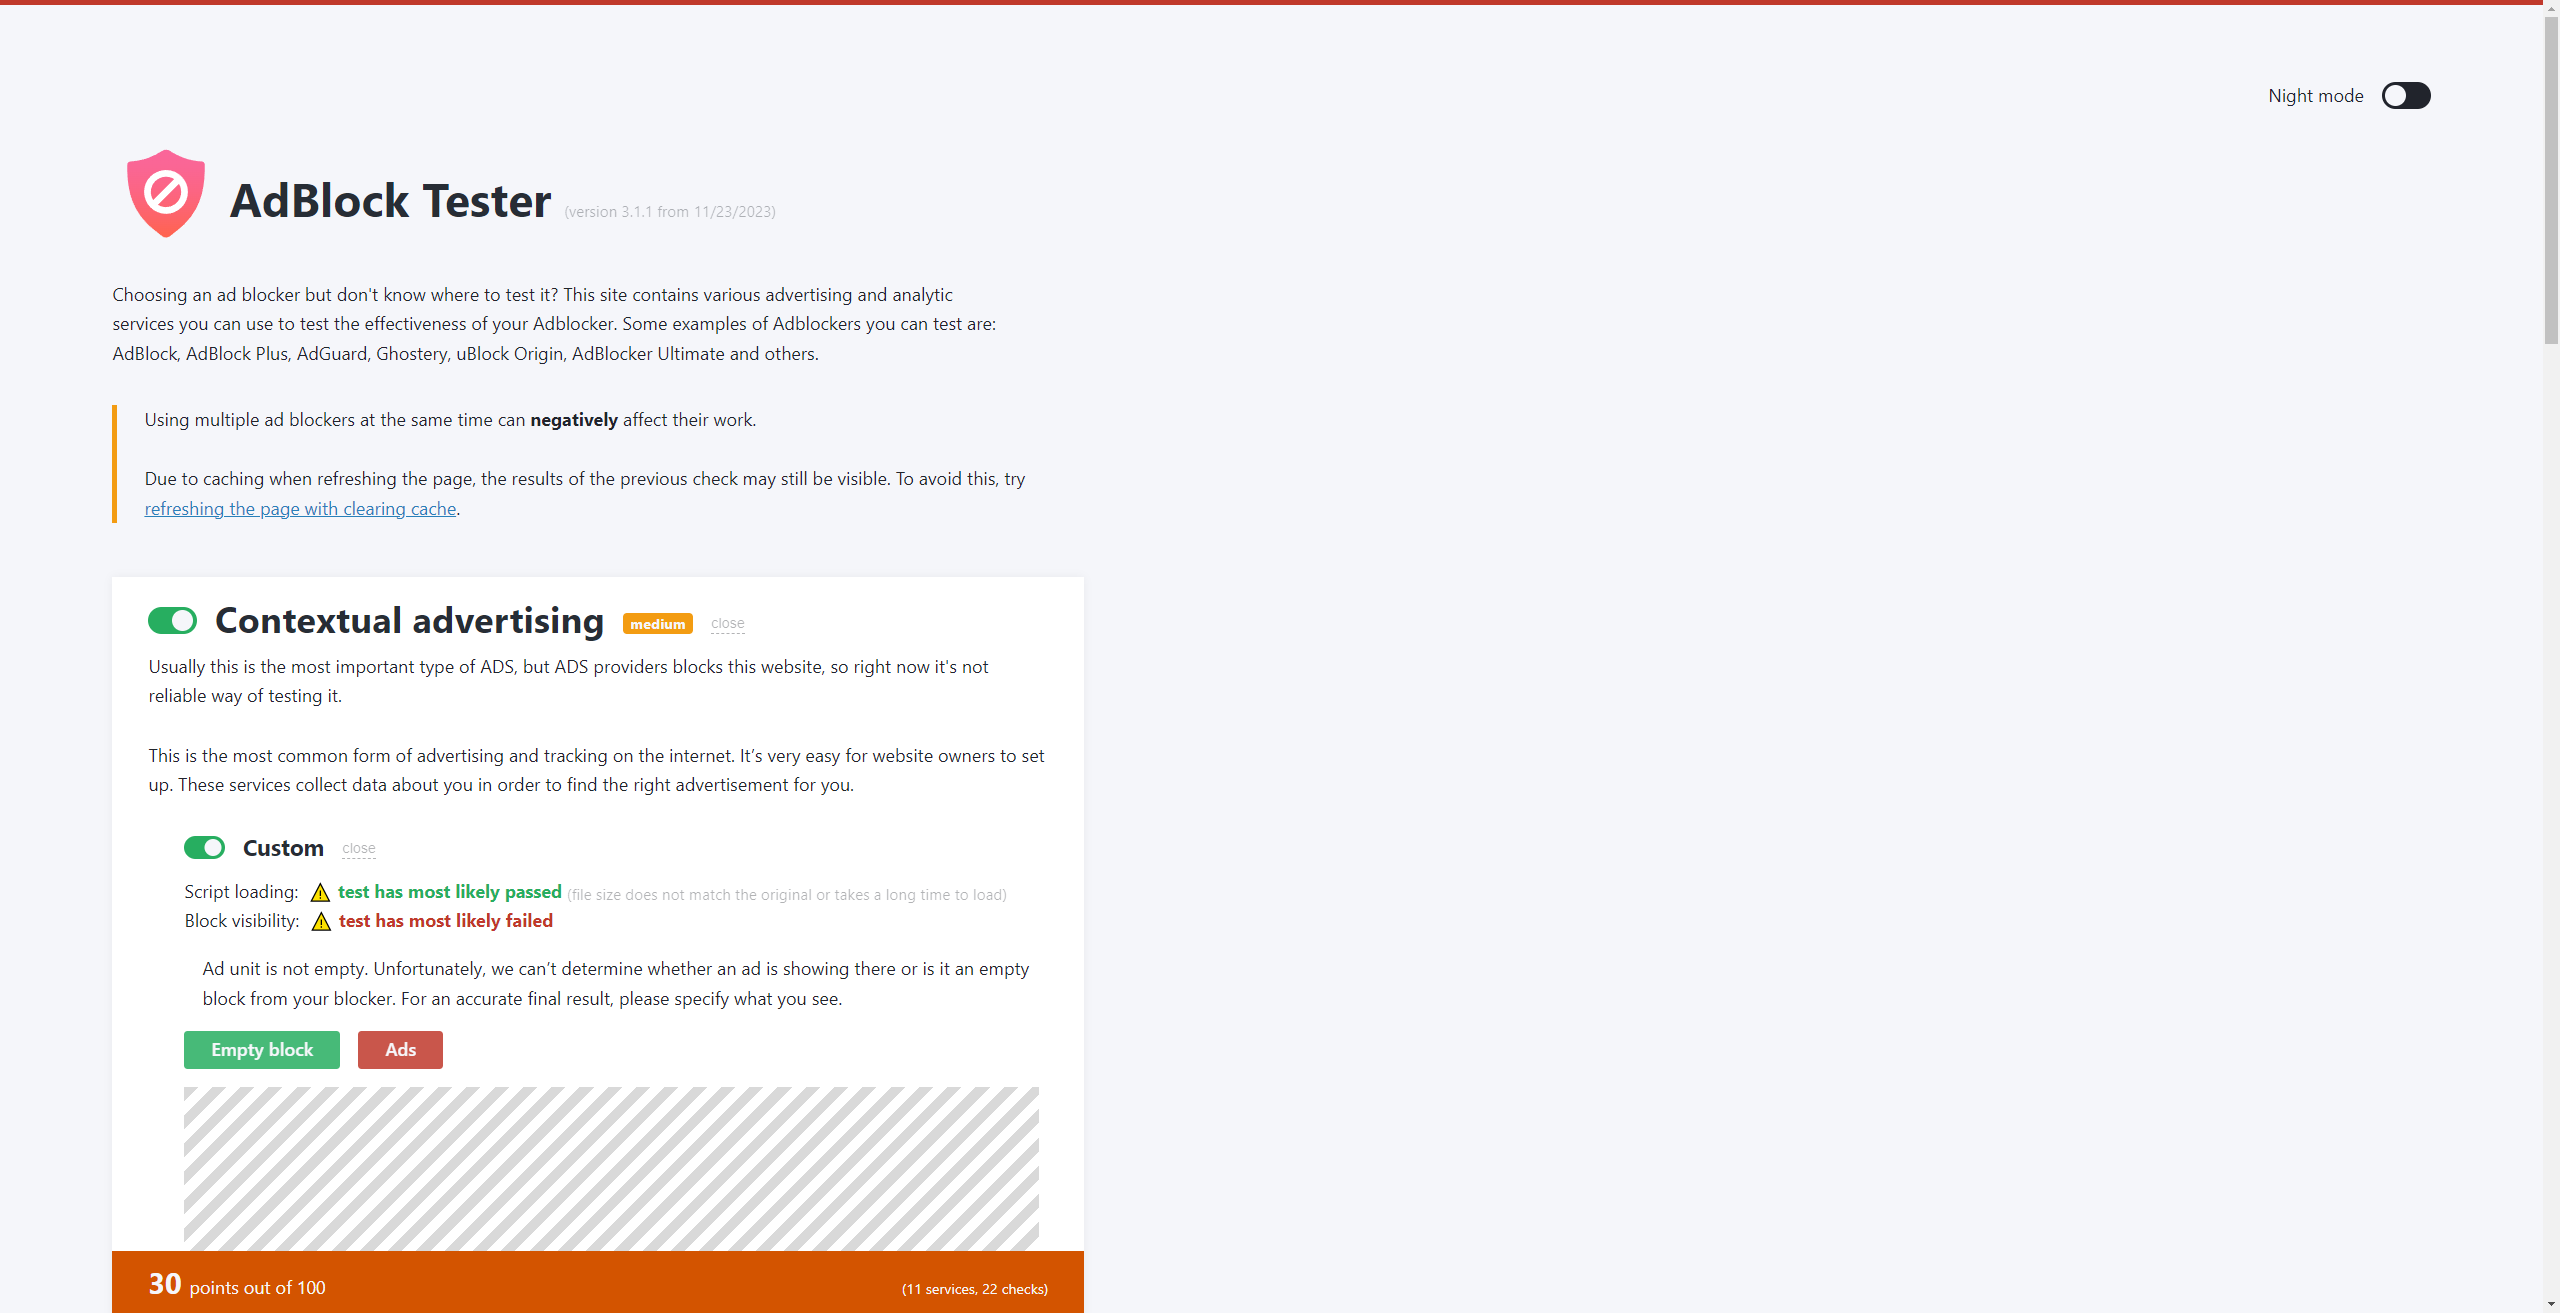 Night mode
AdBlock Tester (version 3.1.1 from 11/23/2023)
Choosing an ad blocker but don't know where to test it? This site contains various advertising and analytic
services you can use to test the effectiveness of your Adblocker. Some examples of Adblockers you can test are:
AdBlock, AdBlock Plus, AdGuard, Ghostery, uBlock Origin, AdBlocker Ultimate and others.
Using multiple ad blockers at the same time can negatively affect their work.
Due to caching when refreshing the page, the results of the previous check may still be visible. To avoid this, try
refreshing the page with clearing cache.
Contextual advertising medium close
Usually this is the most important type of ADS, but ADS providers blocks this website, so right now it's not
reliable way of testing it.
This is the most common form of advertising and tracking on the internet. It’s very easy for website owners to set
up. These services collect data about you in order to find the right advertisement for you.
Custom close
Script loading: test has most likely passed (file size does not match the original or takes a long time to load)
Block visibility: test has most likely failed
Ad unit is not empty. Unfortunately, we can’t determine whether an ad is showing there or is it an empty
block from your blocker. For an accurate final result, please specify what you see.
Empty block Ads
30 points out of 100 (11 services, 22 checks)